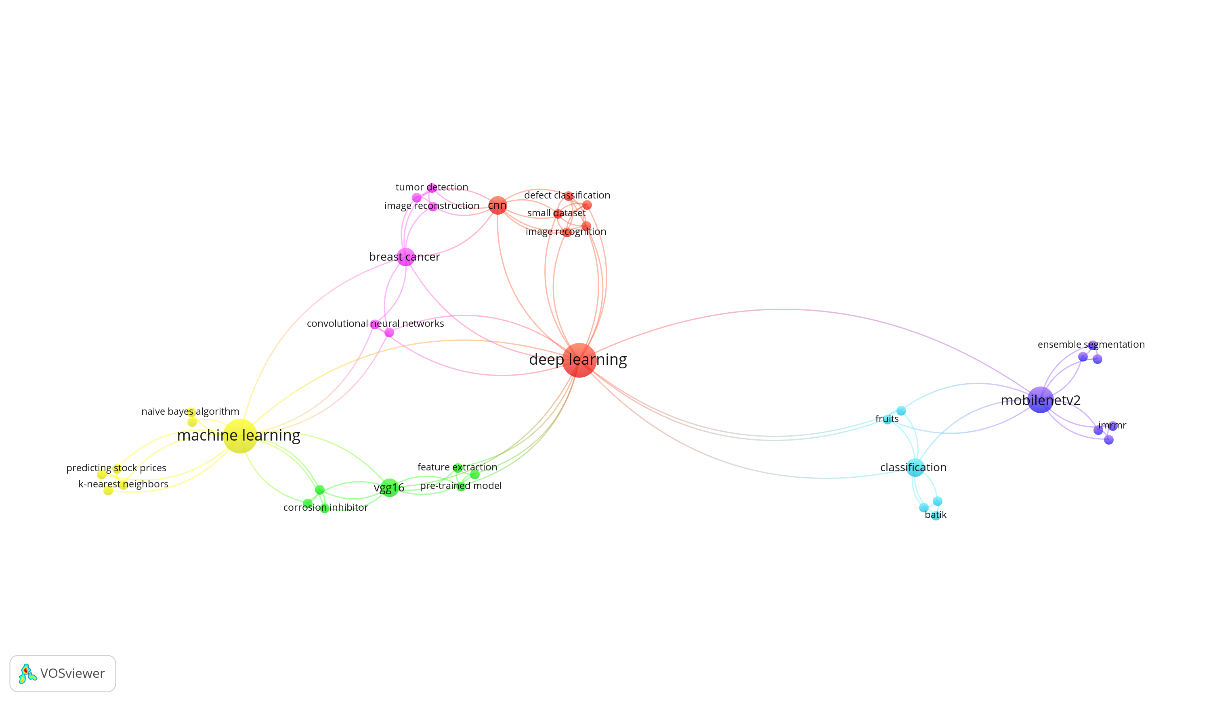 tumor detection
image reconstruction
cnn
defect classification
small dataset
image recognition
breast cancer
convolutional neural networks
deep learning
ensemble segmentation
mobilenetv2
imrmr
fruits
classification
batik
naive bayes algorithm
machine learning
predicting stock prices
k-nearest neighbors
feature extraction
vgg16
pre-trained model
corrosion inhibitor
VOSviewer